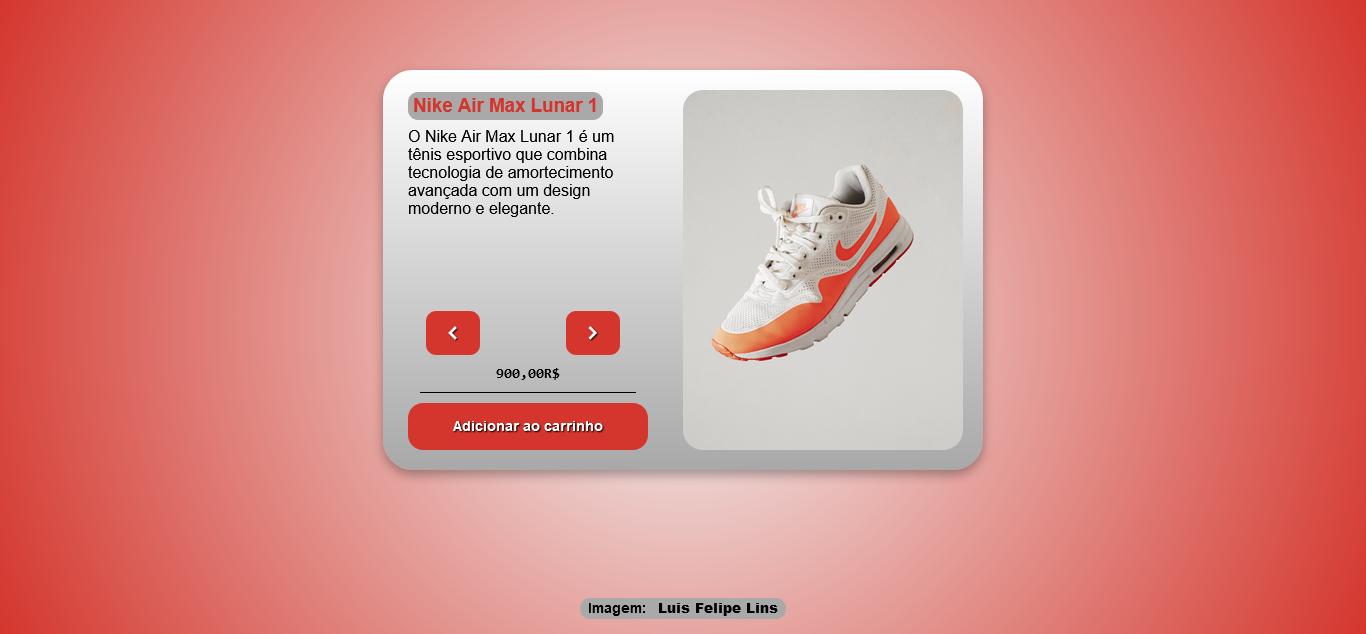 Nike Air Max Lunar 1
O Nike Air Max Lunar 1 é um
tênis esportivo que combina
tecnologia de amortecimento
avançada com um design
moderno e elegante.
900,00R$
Adicionar ao carrinho
Imagem: Luis Felipe Lins